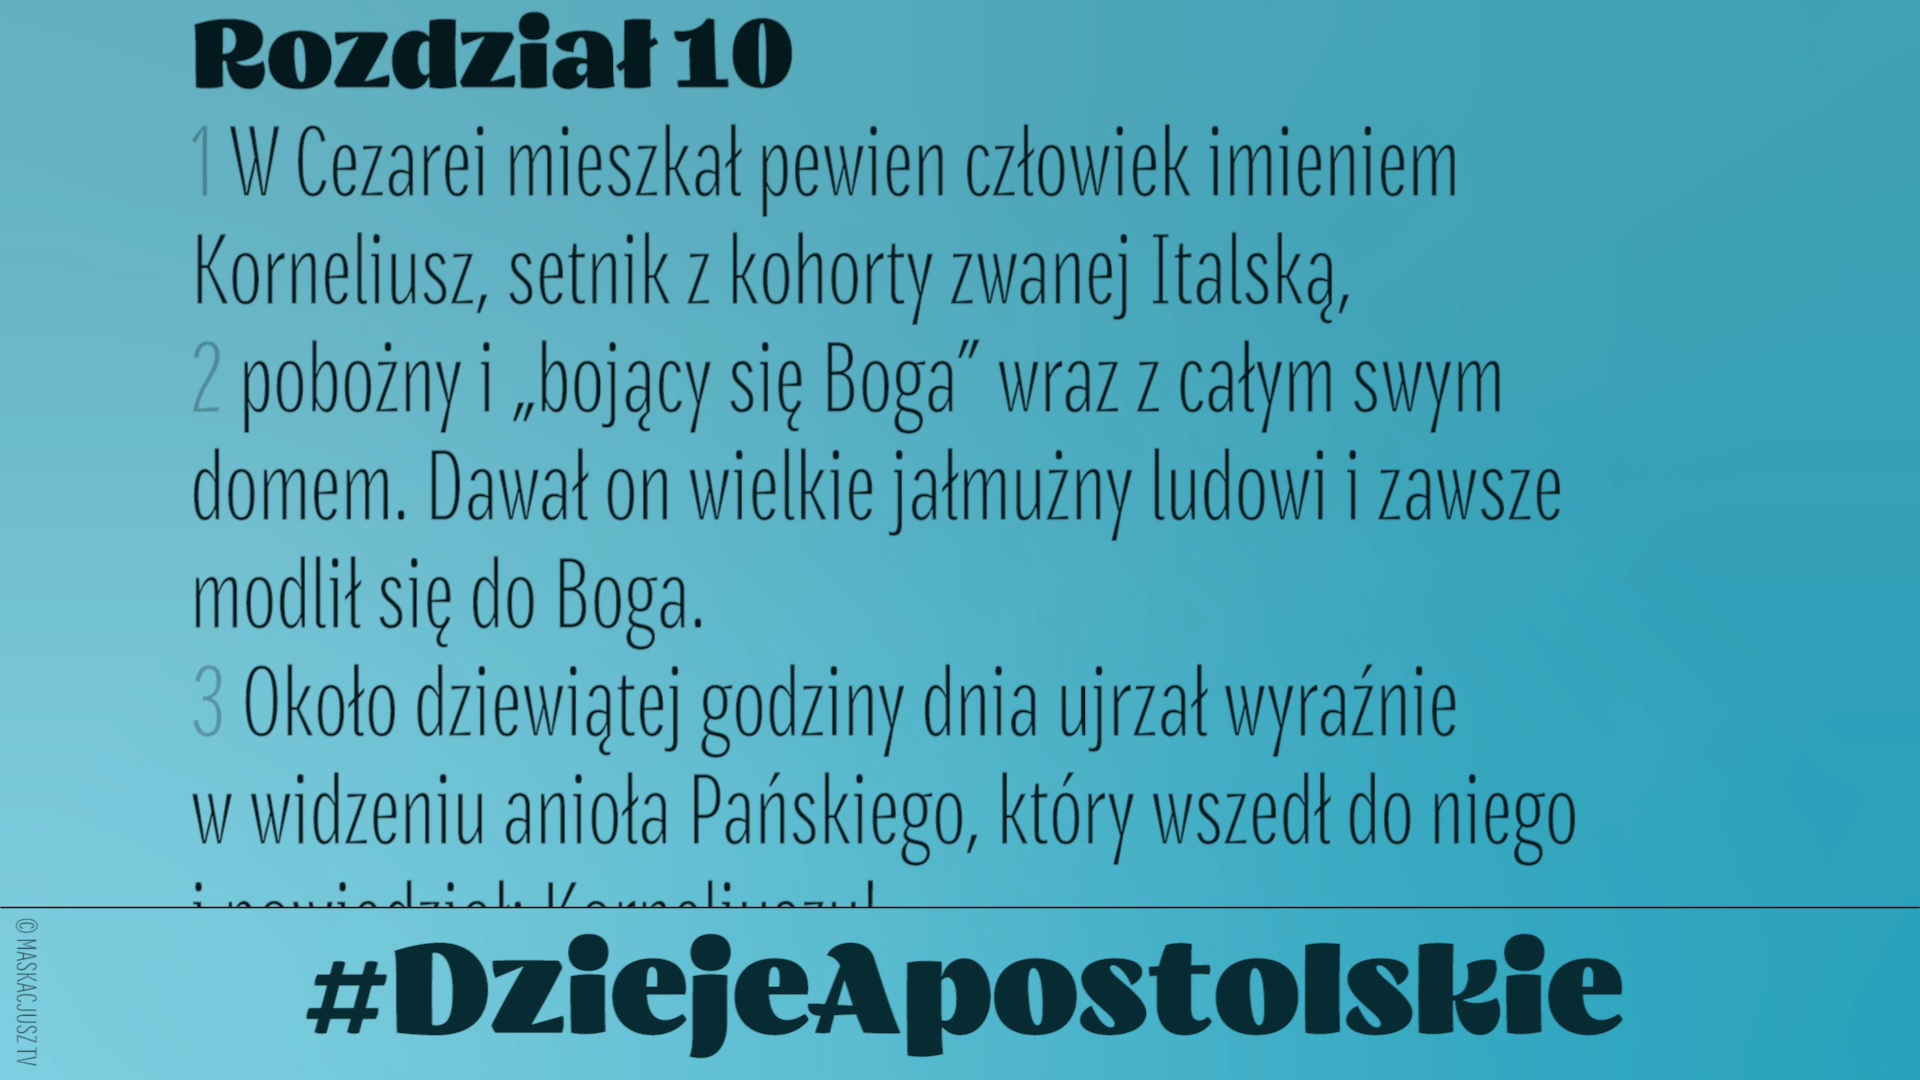 Rozdział 10
1 W Cezarei mieszkał pewien człowiek imieniem
Korneliusz, setnik z kohorty zwanej Italską,
2 pobożny i „bojący się Boga” wraz z całym swym
domem. Dawał on wielkie jałmużny ludowi i zawsze
modlił się do Boga.
3 Około dziewiątej godziny dnia ujrzał wyraźnie
w widzeniu anioła Pańskiego, który wszedł do niego
i powiedział: Korneliuszu!
#DziejeApostolskie
© MASKACJUSZ TV